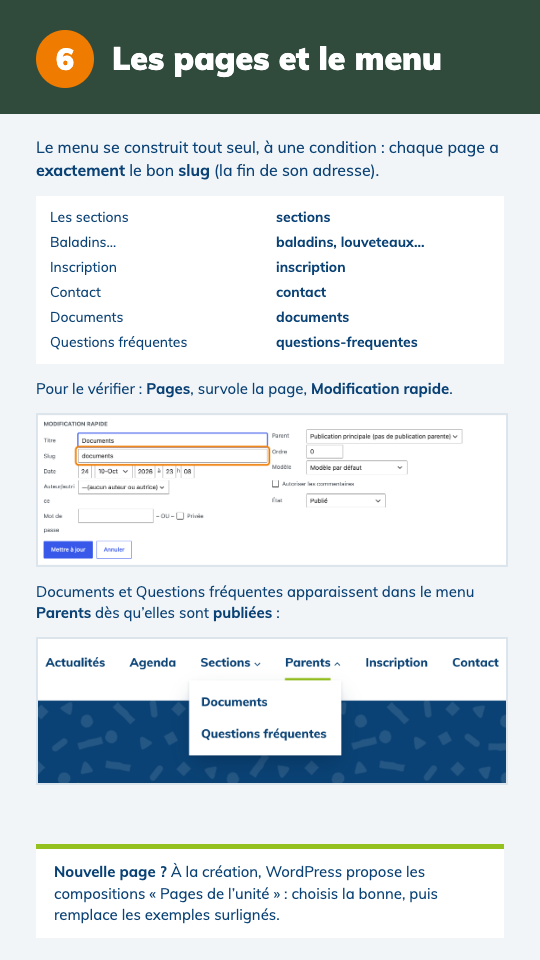 6 Les pages et le menu
Le menu se construit tout seul, à une condition : chaque page a
exactement le bon slug (la fin de son adresse).
Les sections sections
Baladins... baladins, louveteaux...
Inscription inscription
Contact contact
Documents documents
Questions fréquentes questions-frequentes
Pour le vérifier : Pages, survole la page, Modification rapide.
MODIFICATION RAPIDE
Titre Documents
Slug documents
Date 24 10-Oct 2026 à 23 h 08
Auteur/autri
ce
—(aucun auteur ou autrice)
Mot de
passe
– OU – Privée
Parent Publication principale (pas de publication parente)
Ordre 0
Modèle Modèle par défaut
Autoriser les commentaires
État Publié
Mettre à jour Annuler
Documents et Questions fréquentes apparaissent dans le menu
Parents dès qu’elles sont publiées :
Actualités Agenda Sections Parents Inscription Contact
Documents
Questions fréquentes
Nouvelle page ? À la création, WordPress propose les
compositions « Pages de l’unité » : choisis la bonne, puis
remplace les exemples surlignés.